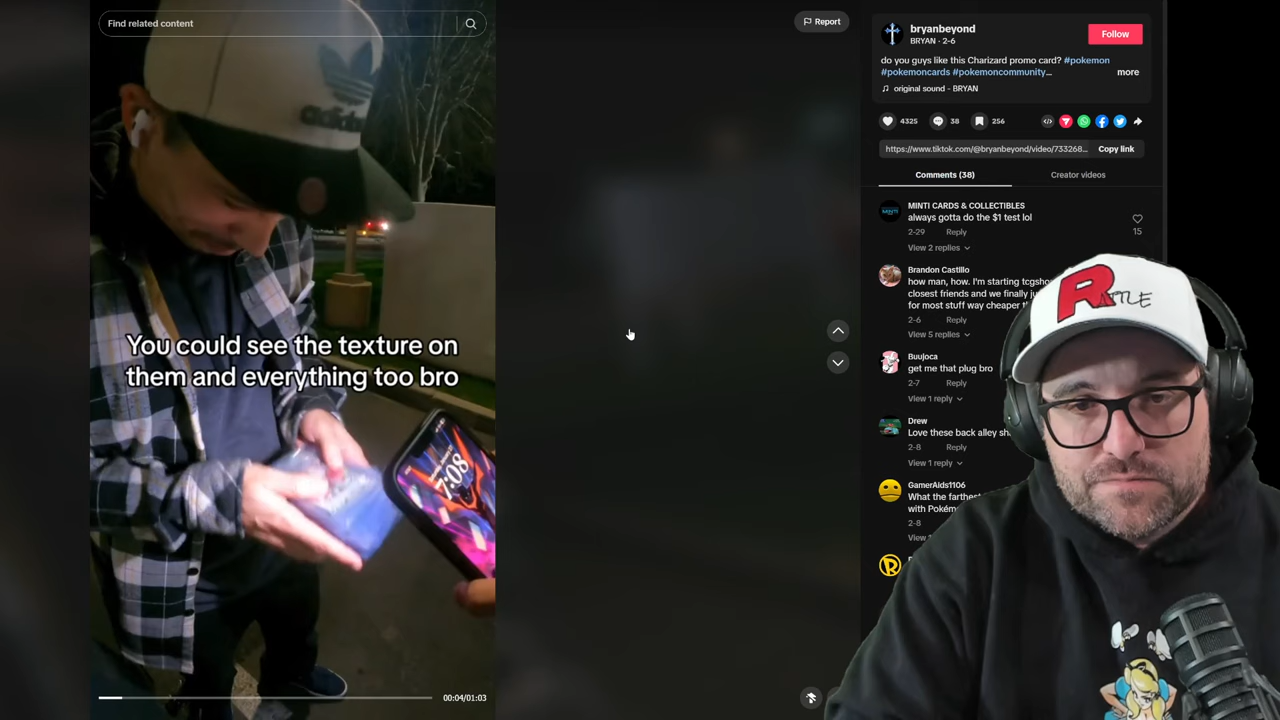 Find related content
adidas
You could see the texture on
them and everything too bro
7:08
00:04/01:03
Report
bryanbeyond
BRYAN · 2-6
Follow
do you guys like this Charizard promo card? #pokemon
#pokemoncards #pokemoncommunity...
more
original sound - BRYAN
4325
38
256
https://www.tiktok.com/@bryanbeyond/video/733268...
Copy link
Comments (38)
Creator videos
MINTI CARDS & COLLECTIBLES
always gotta do the $1 test lol
2-29
Reply
15
View 2 replies
Brandon Castillo
how man, how. I'm starting
closest friends and we finally
for most stuff way cheaper
2-6
Reply
View 5 replies
Buujoca
get me that plug bro
2-7
Reply
View 1 reply
Drew
Love these back alley
2-8
Reply
View 1 reply
GamerAids1106
What the farthest
with
2-8
View
RATTLE